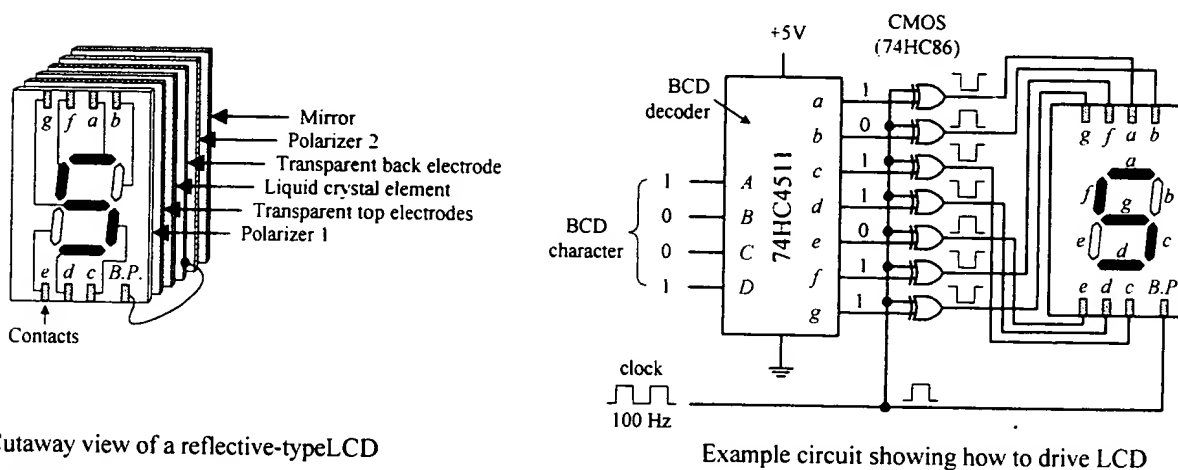 g f a b
Mirror
Polarizer 2
Transparent back electrode
Liquid crystal element
Transparent top electrodes
Polarizer 1
e d c B.P.
Contacts
Cutaway view of a reflective-typeLCD
+5V
CMOS
(74HC86)
BCD
decoder
74HC4511
BCD
character
1 A
0 B
0 C
1 D
a 1
b 0
c 1
d 1
e 0
f 1
g 1
g f a b
a
f b
g
e c
d
e d c B.P
clock
100 Hz
Example circuit showing how to drive LCD